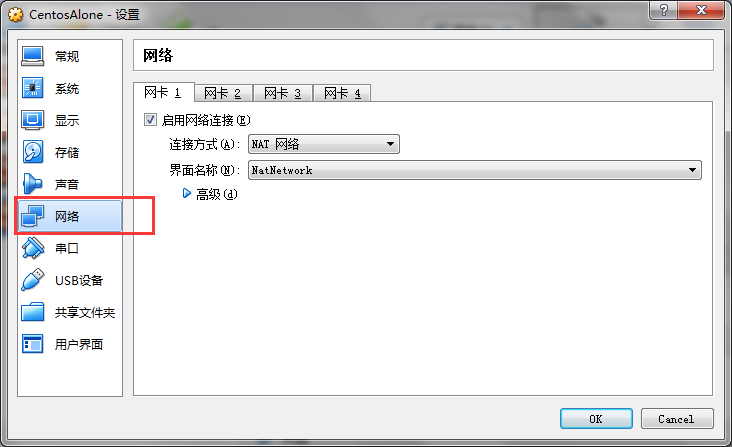 CentosAlone - 设置
常规
系统
显示
存储
声音
网络
串口
USB设备
共享文件夹
用户界面
网络
网卡 1 网卡 2 网卡 3 网卡 4
启用网络连接(E)
连接方式(A): NAT 网络
界面名称(N): NatNetwork
高级(d)
OK Cancel